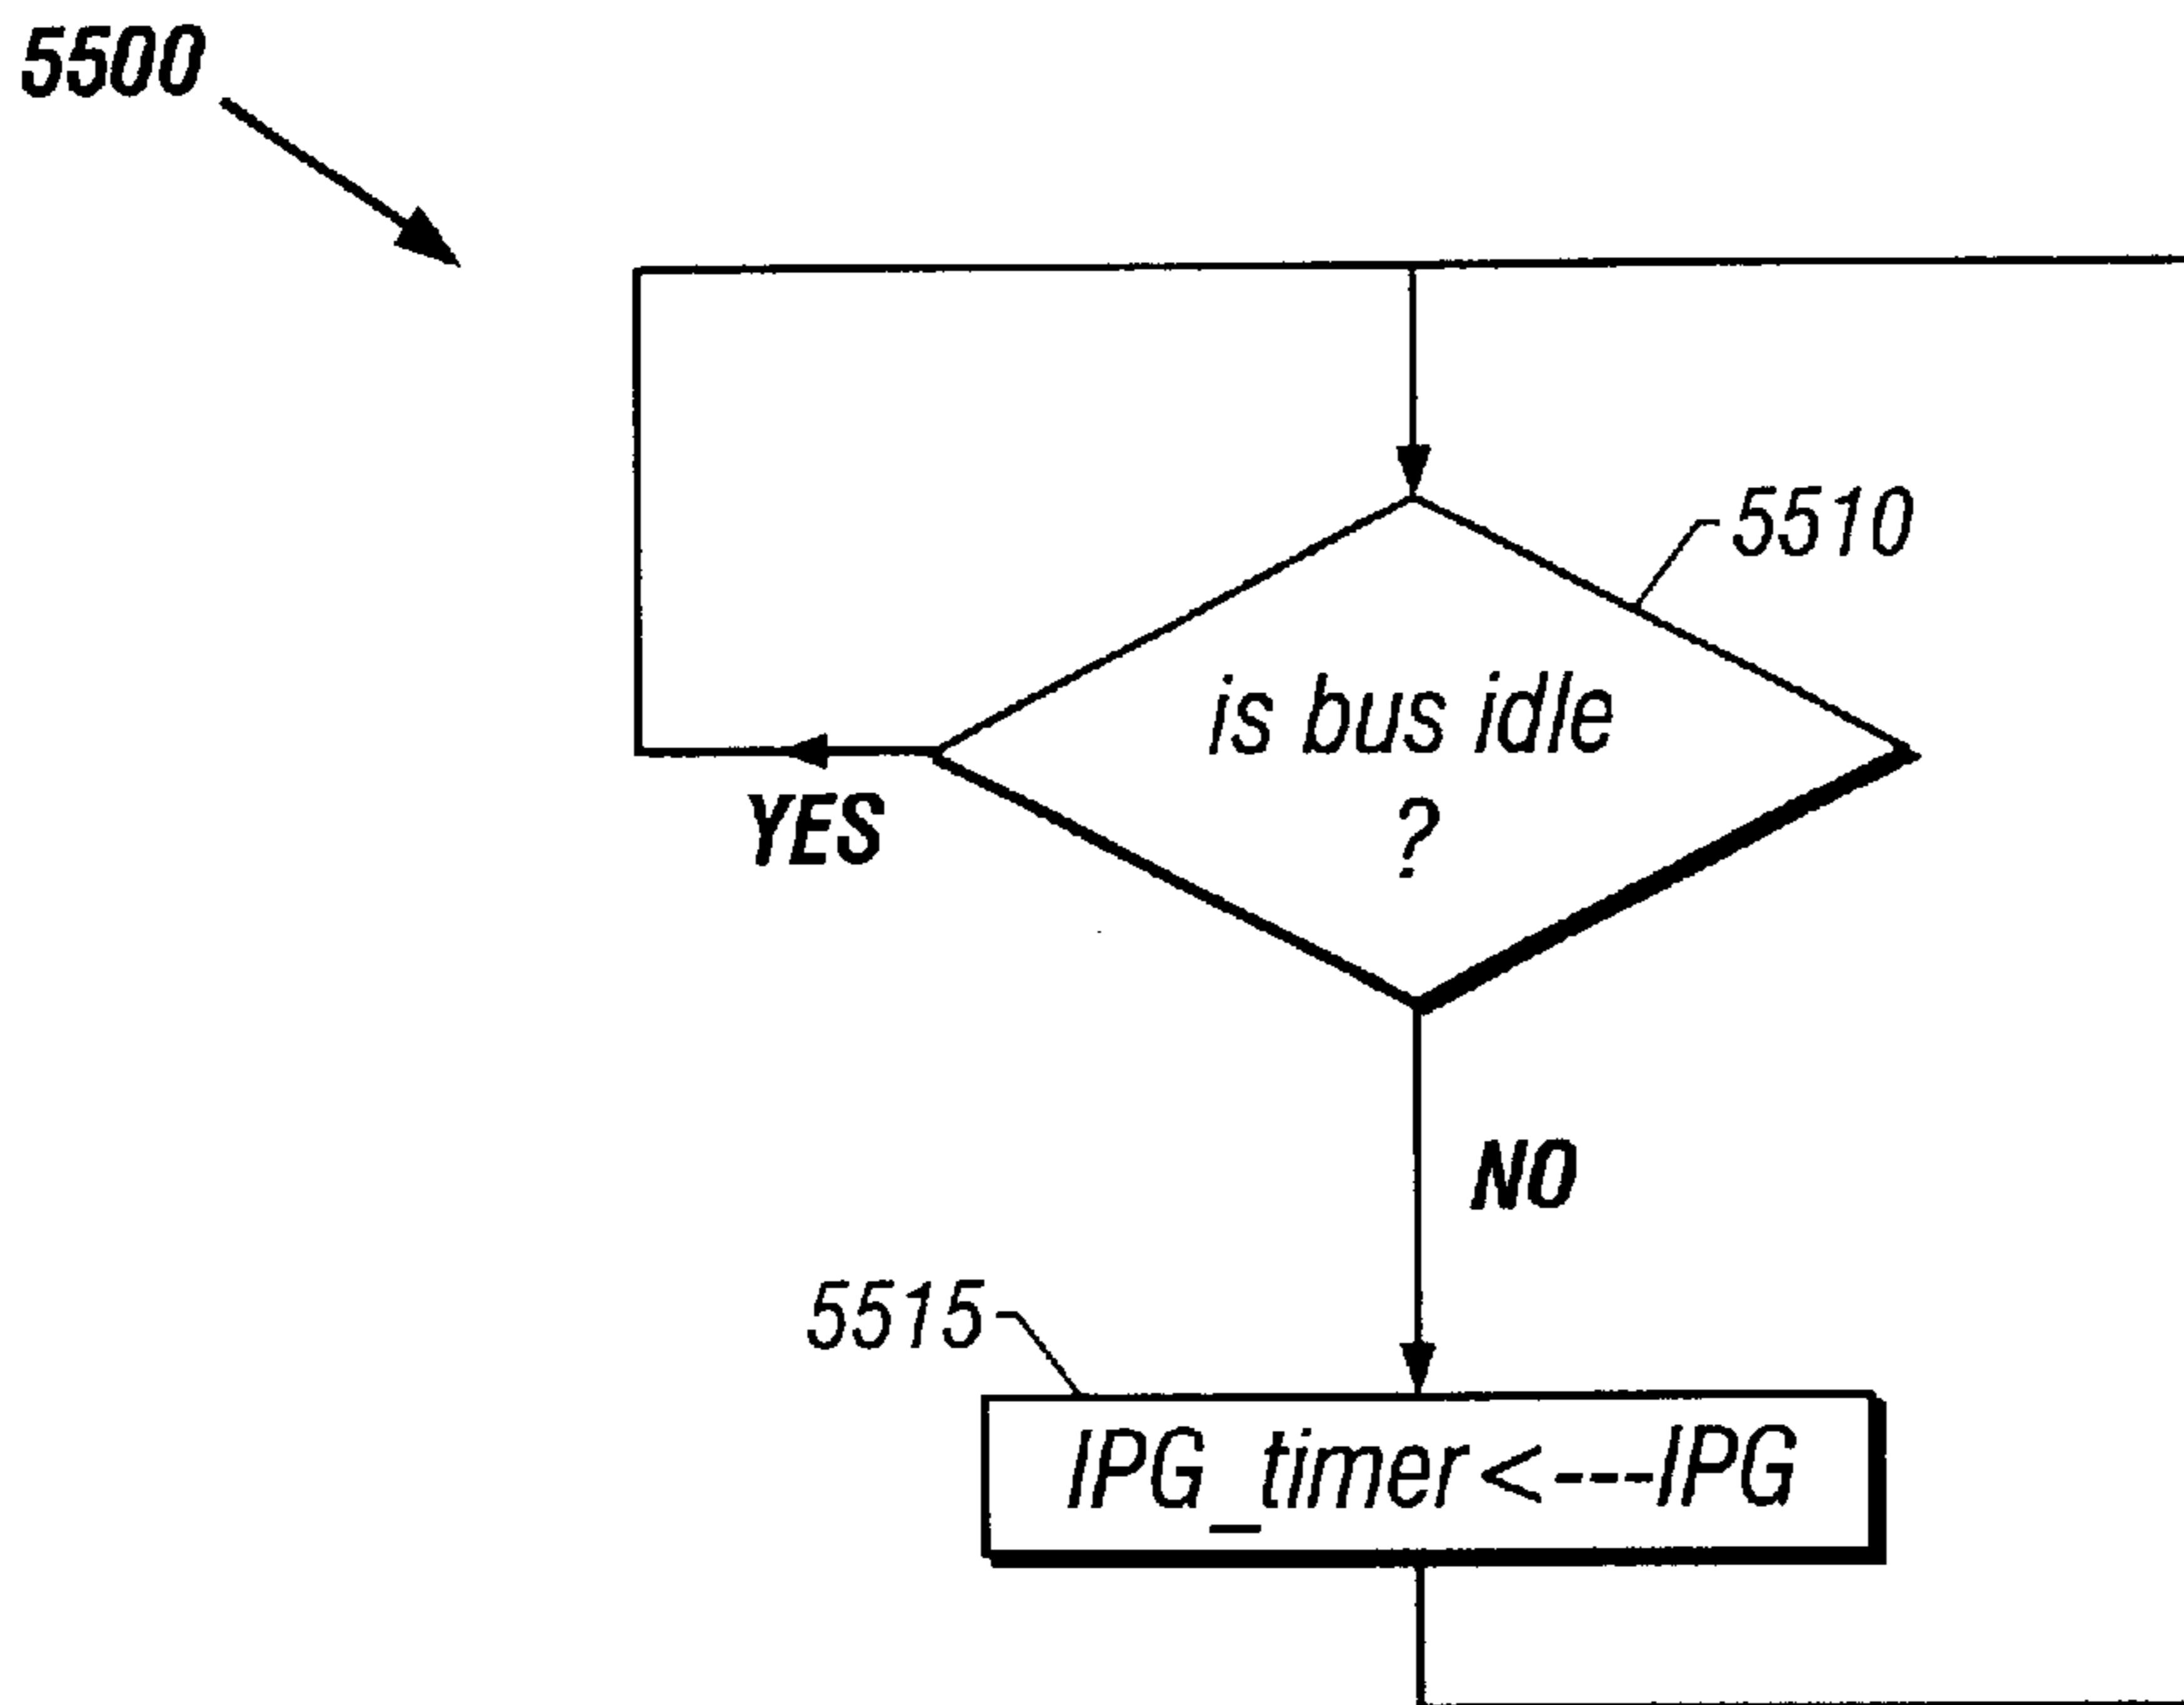 5500
5510
is bus idle
?
YES
NO
5515
IPG_timer<---IPG